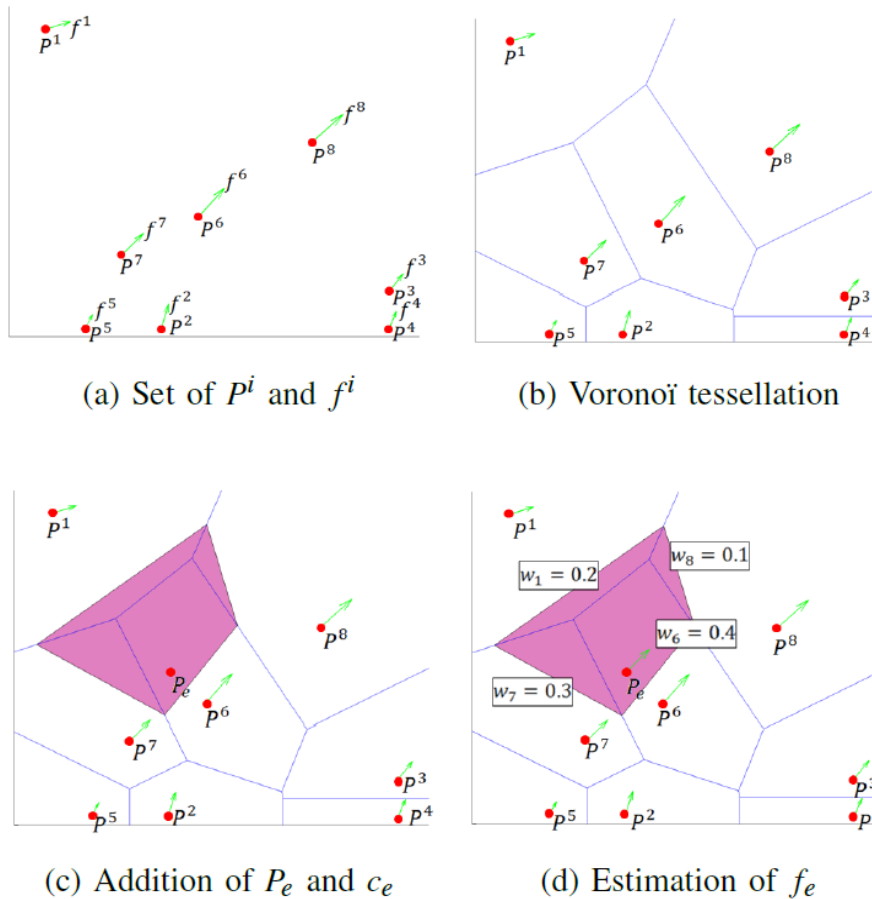 P¹ f¹
f⁸
P⁸
f⁶
P⁶
f⁷
P⁷
f³
P³
f⁵ f² f⁴
P⁵ P² P⁴
(a) Set of Pⁱ and fⁱ
P¹
P⁸
P⁶
P⁷
P³
P⁵ P² P⁴
(b) Voronoï tessellation
P¹
P⁸
Pₑ
P⁶
P⁷
P³
P⁵ P² P⁴
(c) Addition of Pₑ and cₑ
P¹
w₈ = 0.1
w₁ = 0.2
w₆ = 0.4
P⁸
Pₑ
w₇ = 0.3
P⁶
P⁷
P³
P⁵ P² P
(d) Estimation of fₑ